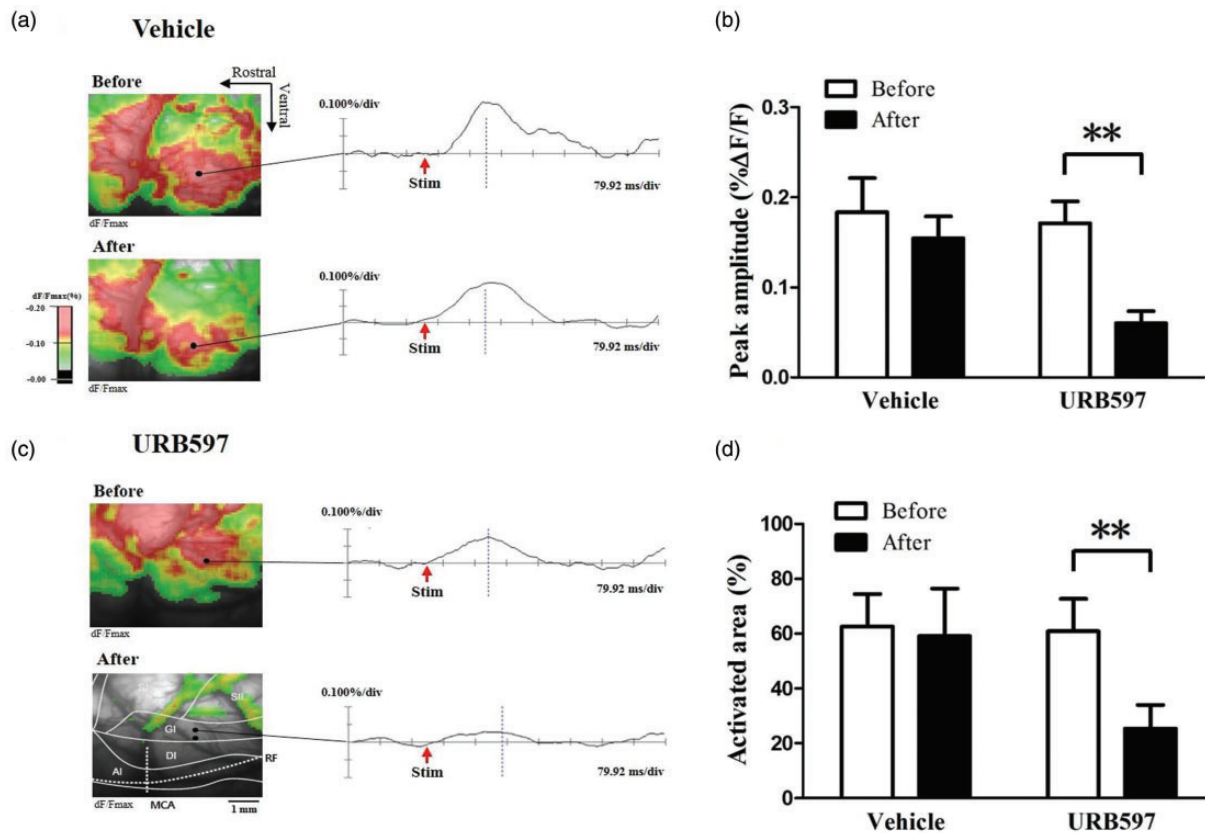 (a)
Vehicle
Before
Rostral
Ventral
0.100%/div
Stim
79.92 ms/div
dF/Fmax
After
0.100%/div
dF/Fmax(%)
-0.20
-0.10
-0.00
Stim
79.92 ms/div
dF/Fmax
(b)
Before
After
Peak amplitude (%ΔF/F)
0.3
0.2
0.1
0.0
**
Vehicle
URB597
(c)
URB597
Before
0.100%/div
Stim
79.92 ms/div
dF/Fmax
After
0.100%/div
SII
GI
DI
AI
RF
Stim
79.92 ms/div
dF/Fmax
MCA
1 mm
(d)
Before
After
Activated area (%)
100
80
60
40
20
0
**
Vehicle
URB597